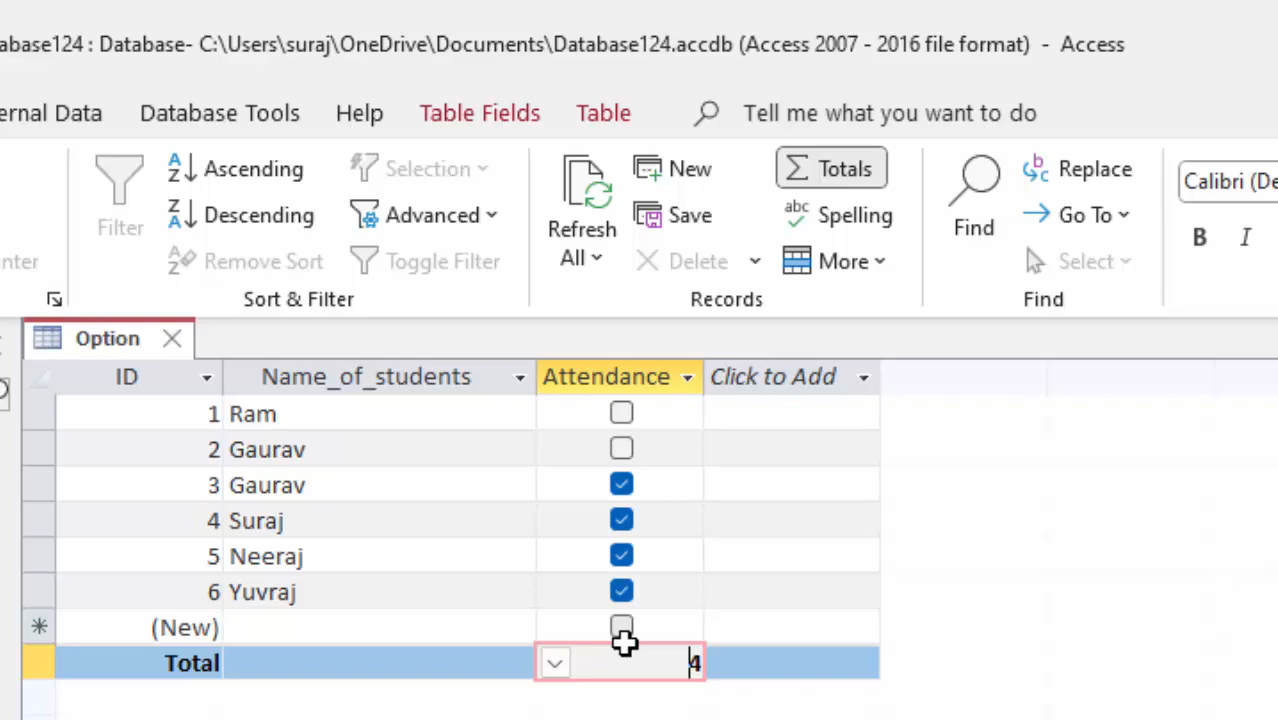 abase124 : Database- C:\Users\suraj\OneDrive\Documents\Database124.accdb (Access 2007 - 2016 file format) - Access
ernal Data Database Tools Help Table Fields Table Tell me what you want to do
Filter
Ascending
Descending
Remove Sort
Selection
Advanced
Toggle Filter
Sort & Filter
Refresh
All
New
Save
Delete
Totals
Spelling
More
Records
Find
Replace
Go To
Select
Find
Calibri (De
B I
nter
Option
ID Name_of_students Attendance Click to Add
1 Ram
2 Gaurav
3 Gaurav
4 Suraj
5 Neeraj
6 Yuvraj
(New)
Total 4